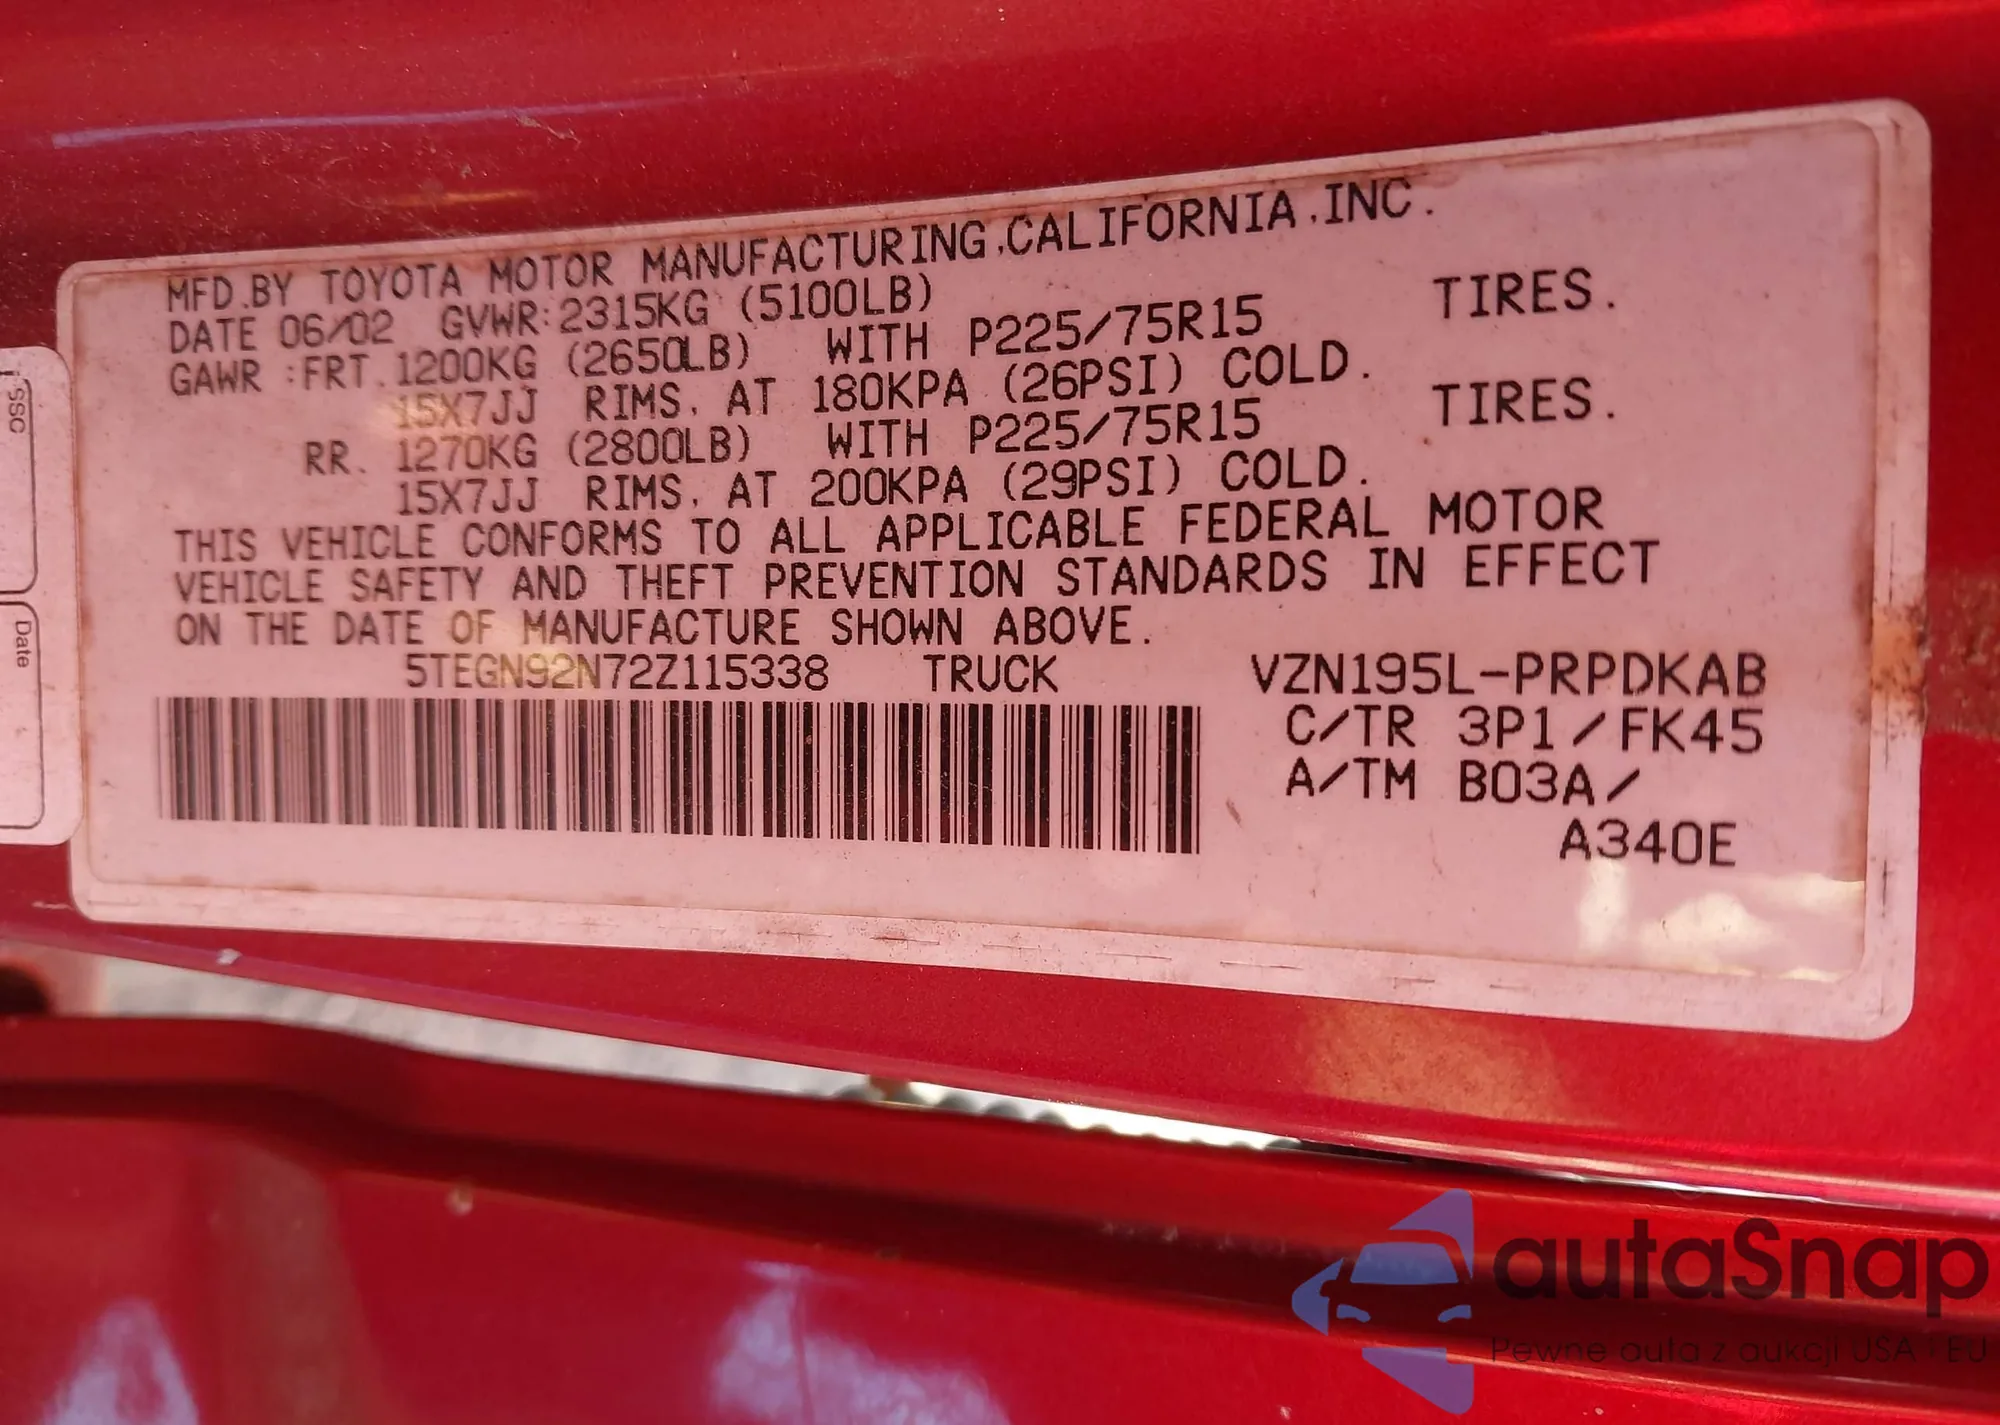 MFD.BY TOYOTA MOTOR MANUFACTURING,CALIFORNIA,INC.
DATE 06/02 GVWR:2315KG (5100LB)
GAWR :FRT.1200KG (2650LB) WITH P225/75R15 TIRES.
15X7JJ RIMS, AT 180KPA (26PSI) COLD.
RR. 1270KG (2800LB) WITH P225/75R15 TIRES.
15X7JJ RIMS, AT 200KPA (29PSI) COLD.
THIS VEHICLE CONFORMS TO ALL APPLICABLE FEDERAL MOTOR
VEHICLE SAFETY AND THEFT PREVENTION STANDARDS IN EFFECT
ON THE DATE OF MANUFACTURE SHOWN ABOVE.
5TEGN92N72Z115338 TRUCK VZN195L-PRPDKAB
C/TR 3P1/FK45
A/TM B03A/
A340E
SSC
Date
autaSnap
Pewne auta z aukcji USA i EU